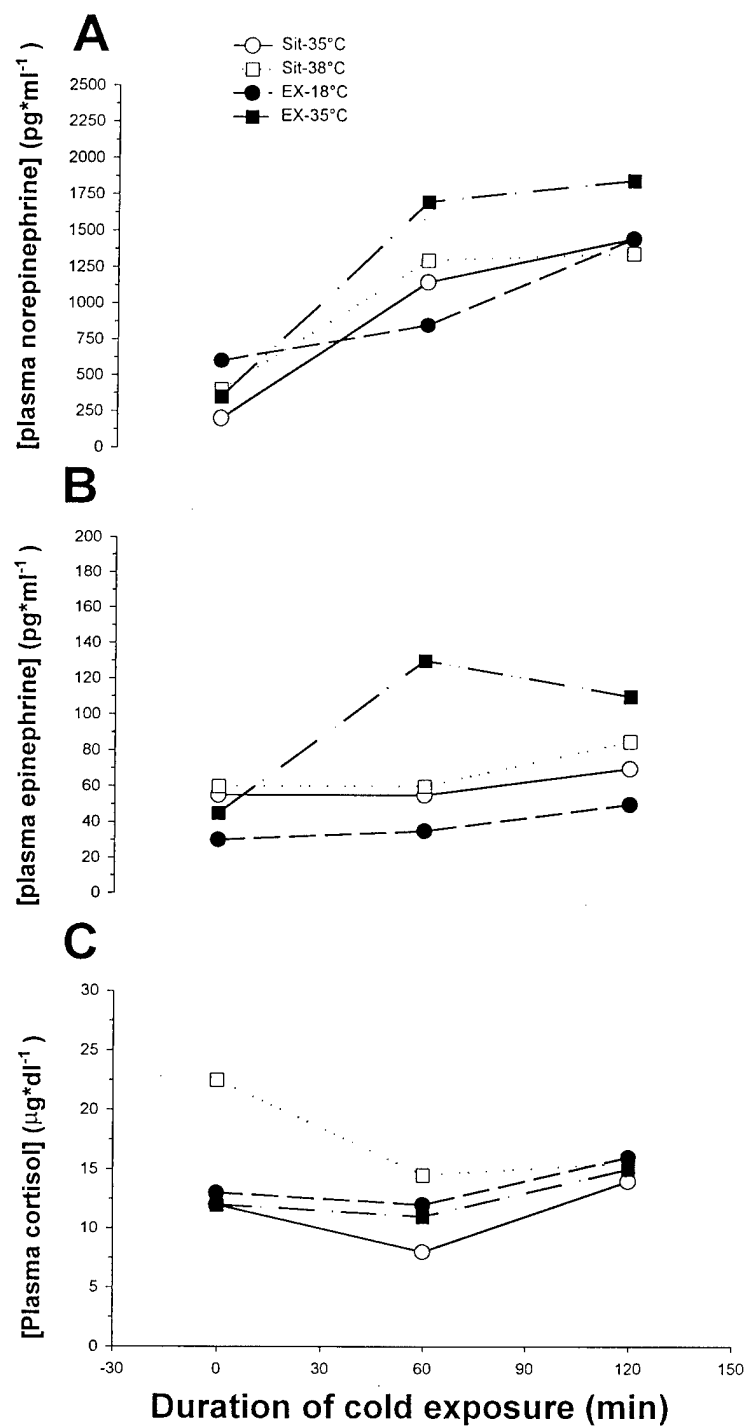 A
Sit-35°C
Sit-38°C
EX-18°C
EX-35°C
[plasma norepinephrine] (pg*ml-1)
2500
2250
2000
1750
1500
1250
1000
750
500
250
0
B
[plasma epinephrine] (pg*ml-1)
200
180
160
140
120
100
80
60
40
20
0
C
[Plasma cortisol] (µg*dl-1)
30
25
20
15
10
5
0
-30 0 30 60 90 120 150
Duration of cold exposure (min)